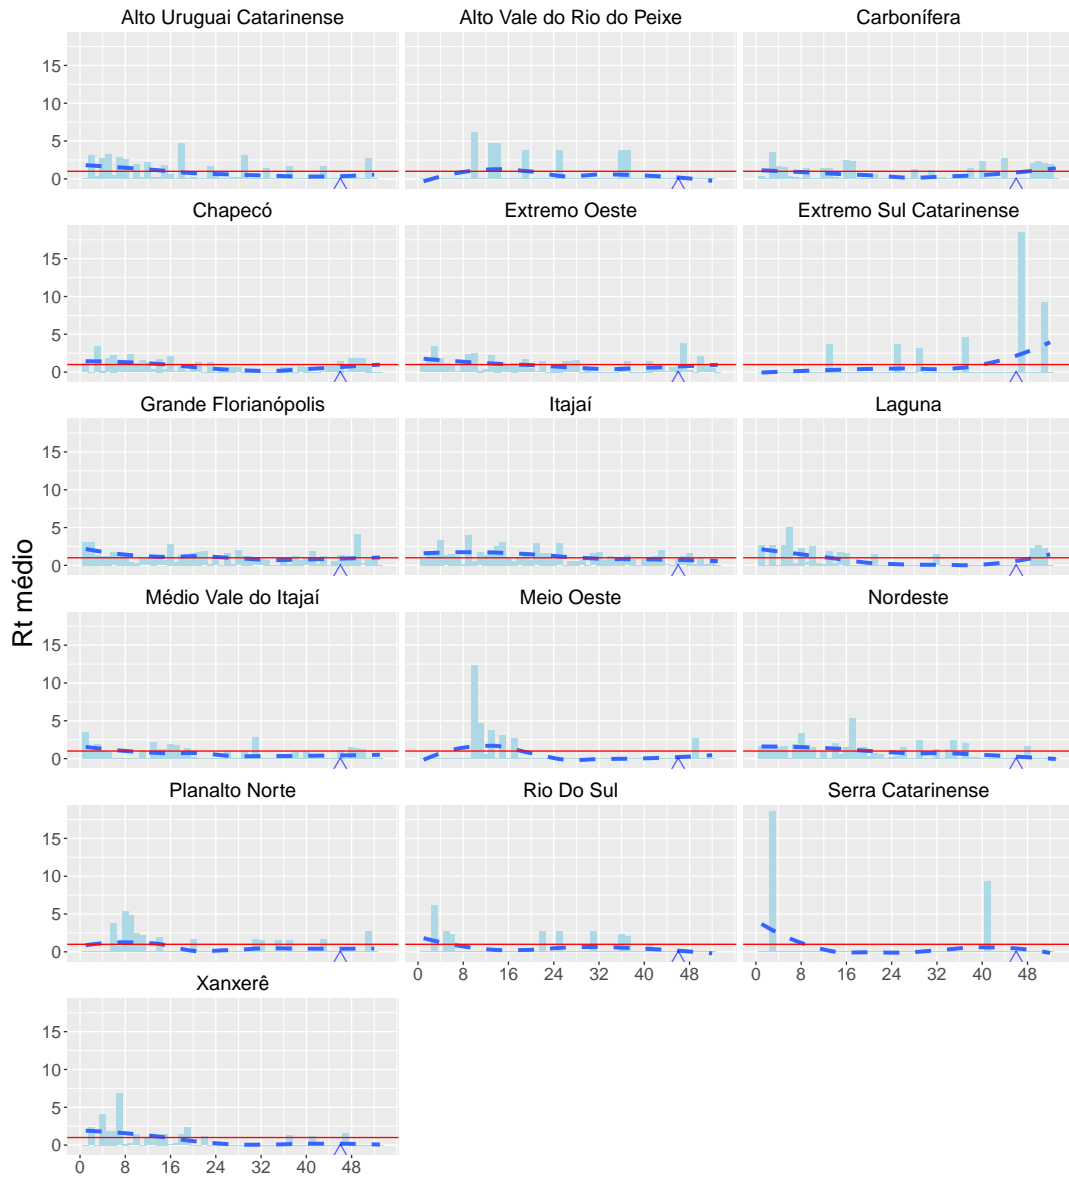 Alto Uruguai Catarinense Alto Vale do Rio do Peixe Carbonífera
15
10
5
0
Chapecó Extremo Oeste Extremo Sul Catarinense
15
10
5
0
Grande Florianópolis Itajaí Laguna
15
10
5
0
Rt médio
Médio Vale do Itajaí Meio Oeste Nordeste
15
10
5
0
Planalto Norte Rio Do Sul Serra Catarinense
15
10
5
0
0 8 16 24 32 40 48 0 8 16 24 32 40 48
Xanxerê
15
10
5
0
0 8 16 24 32 40 48